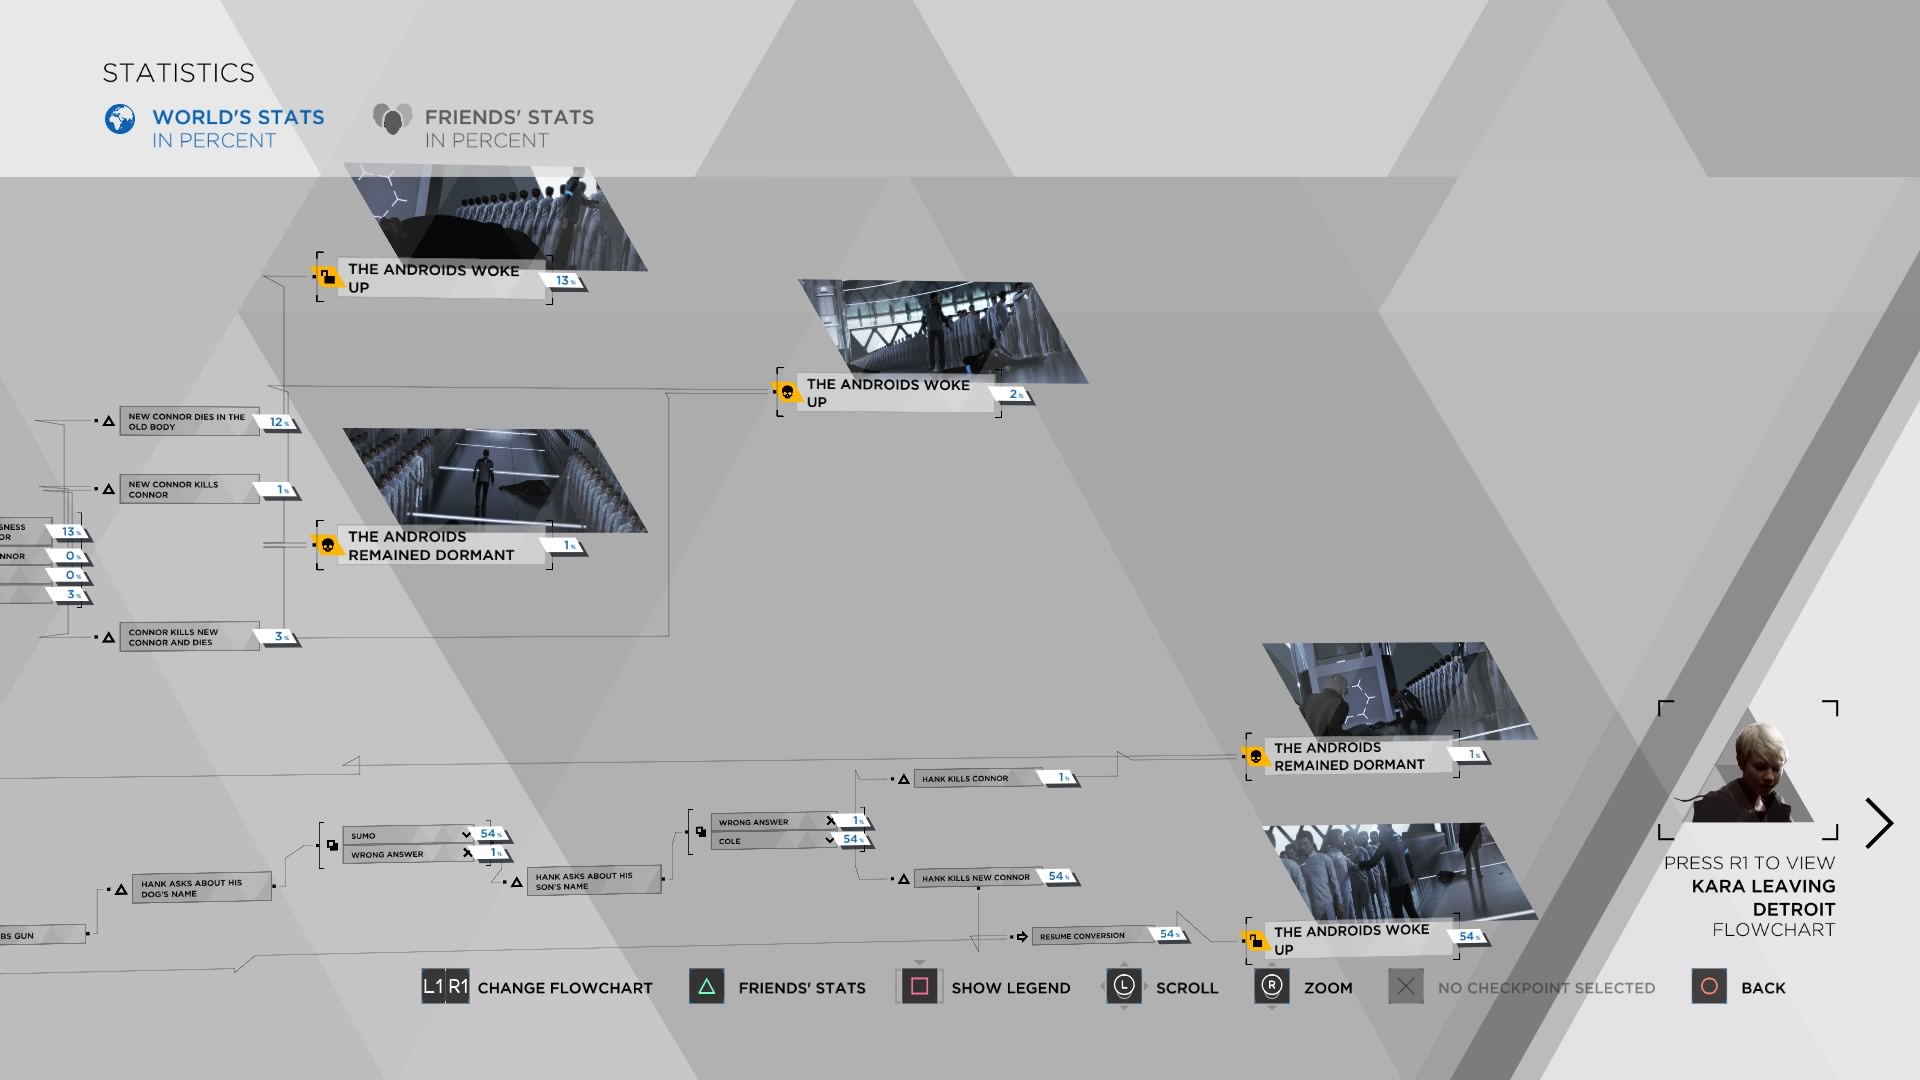 STATISTICS
WORLD'S STATS
IN PERCENT
FRIENDS' STATS
IN PERCENT
THE ANDROIDS WOKE
UP
13%
THE ANDROIDS WOKE
UP
2%
NEW CONNOR DIES IN THE
OLD BODY
12%
NEW CONNOR KILLS
CONNOR
1%
SNESS
OR
13%
NNOR
0%
0%
3%
THE ANDROIDS
REMAINED DORMANT
1%
CONNOR KILLS NEW
CONNOR AND DIES
3%
THE ANDROIDS
REMAINED DORMANT
1%
HANK KILLS CONNOR
1%
SUMO
54%
WRONG ANSWER
1%
WRONG ANSWER
1%
COLE
54%
HANK ASKS ABOUT HIS
DOG'S NAME
HANK ASKS ABOUT HIS
SON'S NAME
HANK KILLS NEW CONNOR
54%
BS GUN
RESUME CONVERSION
54%
THE ANDROIDS WOKE
UP
54%
PRESS R1 TO VIEW
KARA LEAVING
DETROIT
FLOWCHART
L1 R1 CHANGE FLOWCHART
FRIENDS' STATS
SHOW LEGEND
L SCROLL
R ZOOM
NO CHECKPOINT SELECTED
BACK